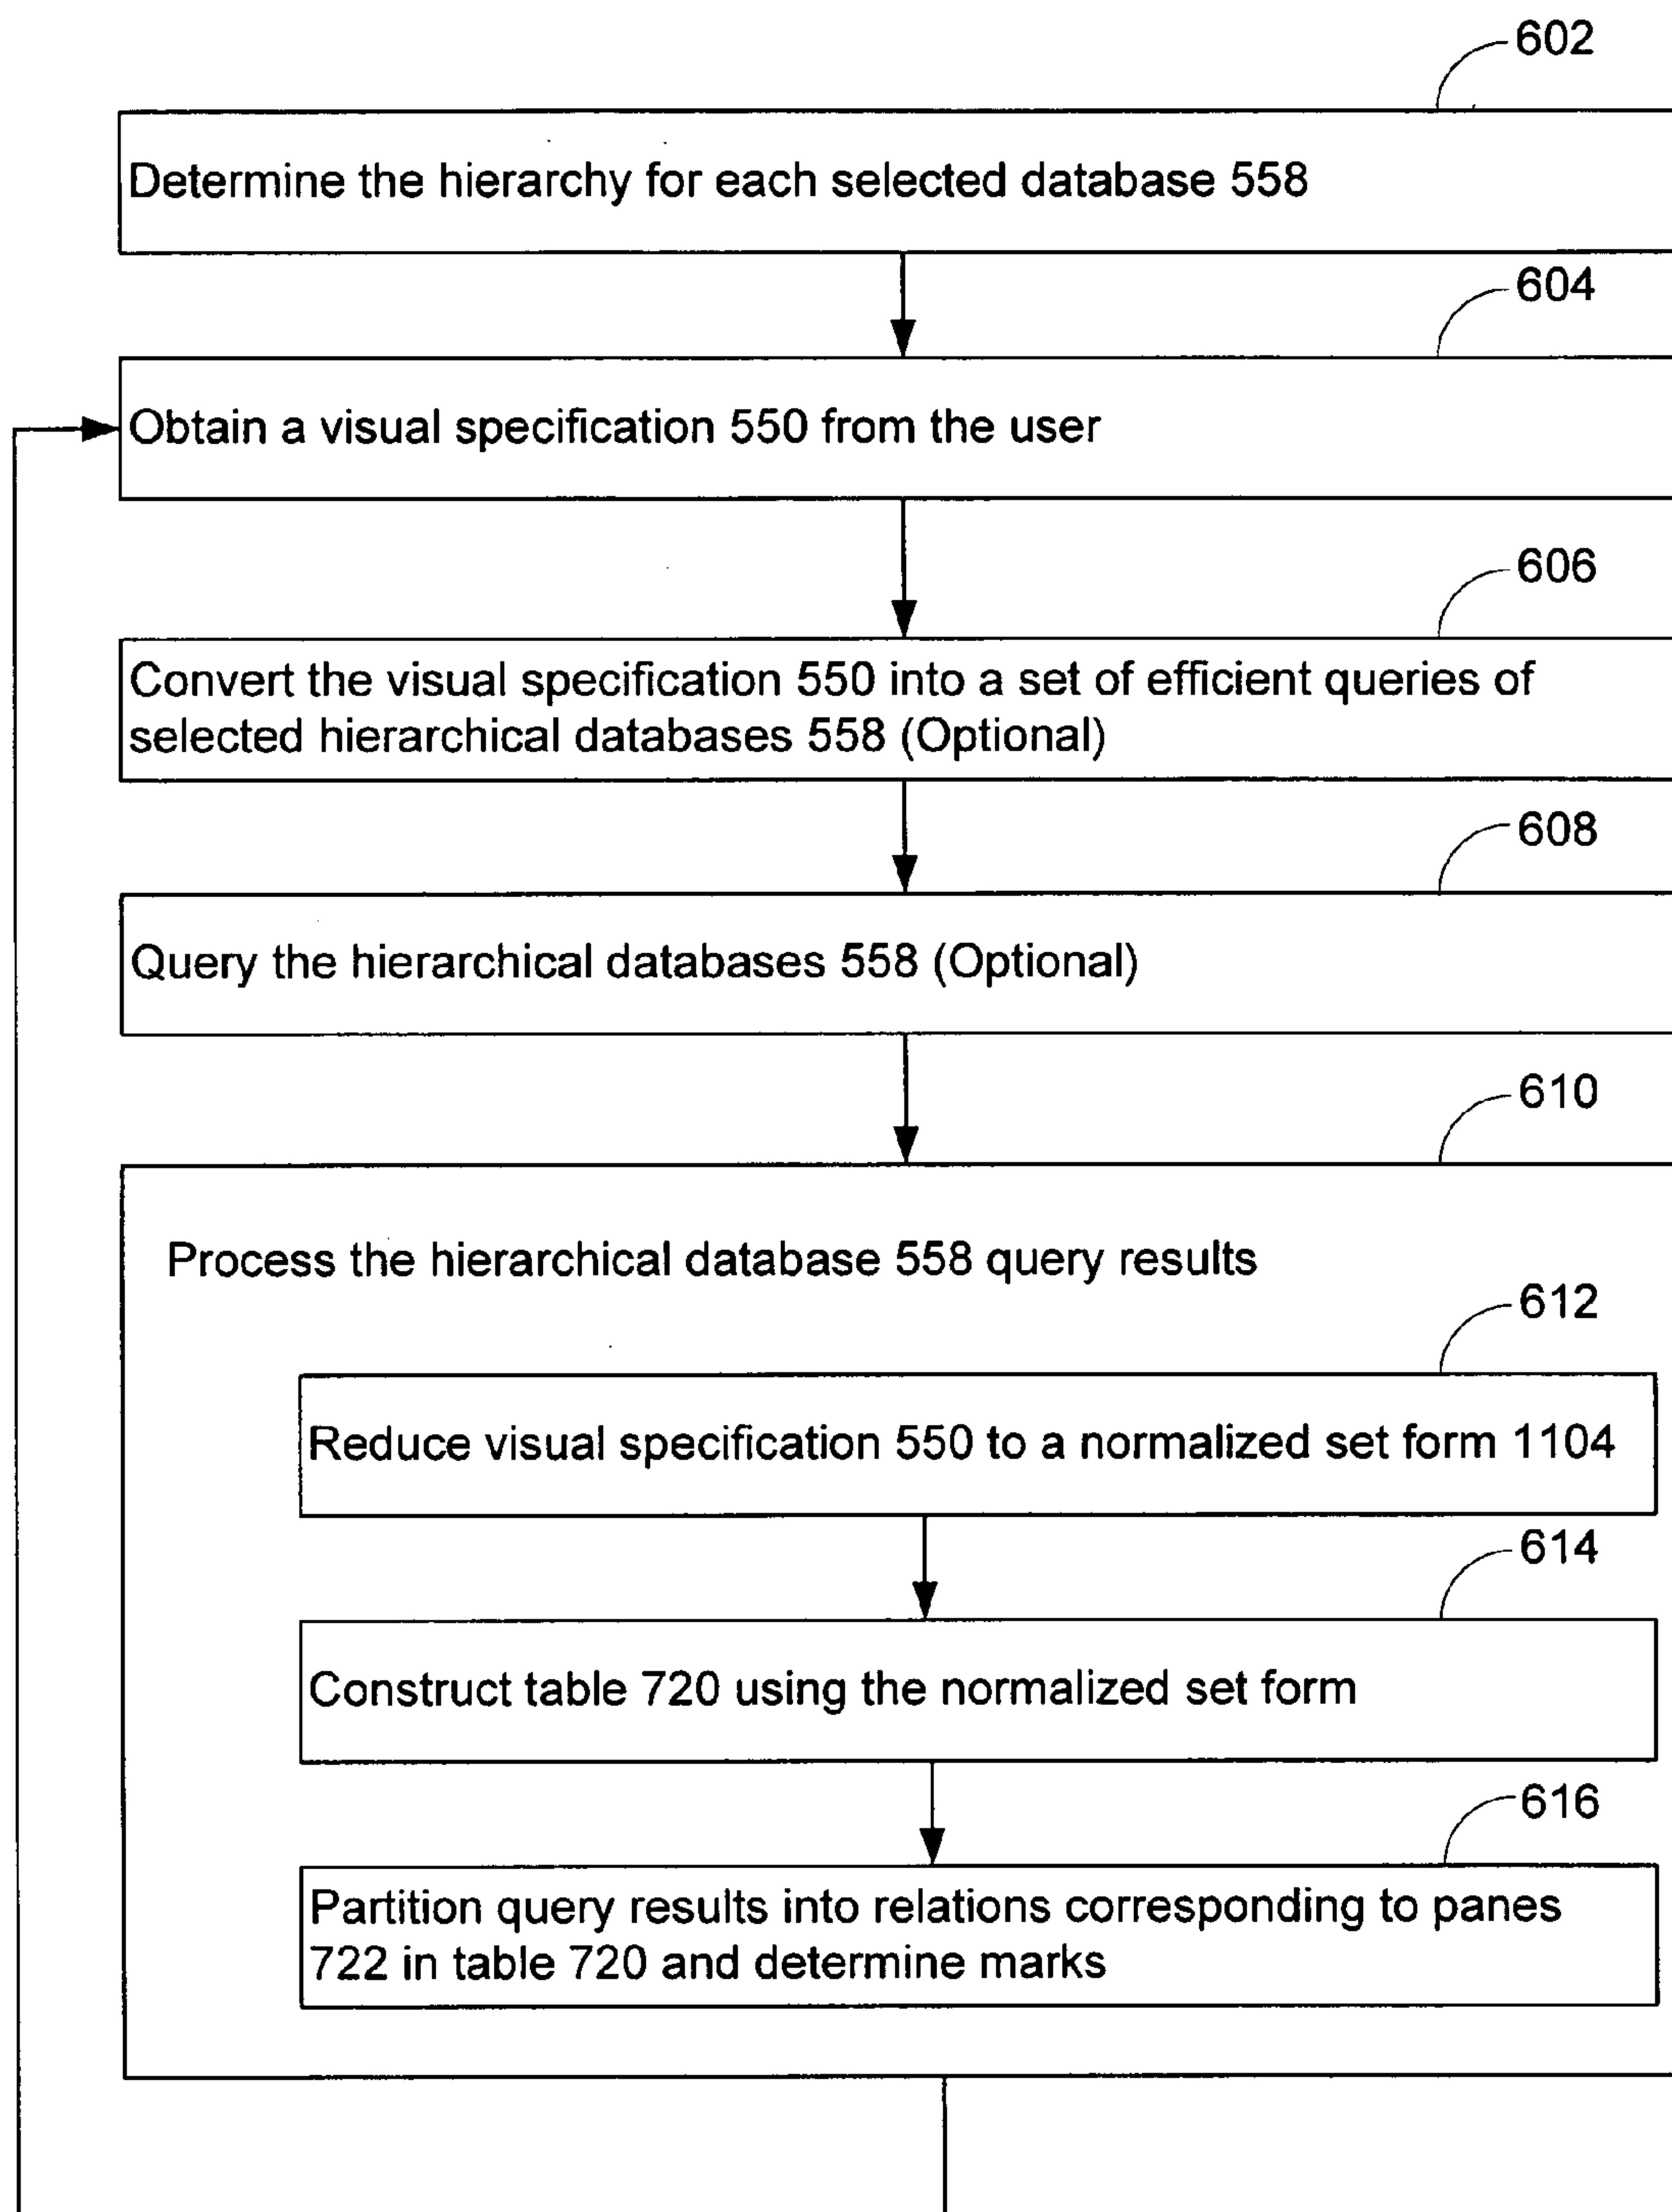 602
Determine the hierarchy for each selected database 558
604
Obtain a visual specification 550 from the user
606
Convert the visual specification 550 into a set of efficient queries of
selected hierarchical databases 558 (Optional)
608
Query the hierarchical databases 558 (Optional)
610
Process the hierarchical database 558 query results
612
Reduce visual specification 550 to a normalized set form 1104
614
Construct table 720 using the normalized set form
616
Partition query results into relations corresponding to panes
722 in table 720 and determine marks